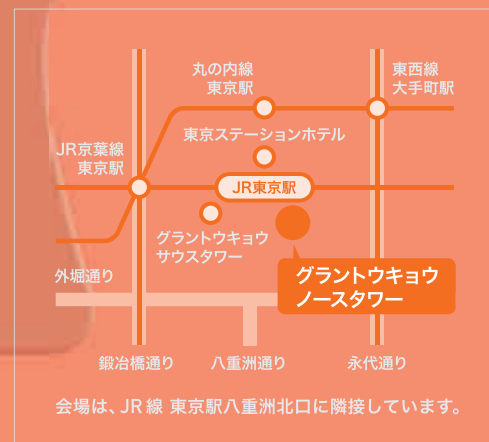 丸の内線
東京駅
東西線
大手町駅
東京ステーションホテル
JR京葉線
東京駅
JR東京駅
グラントウキョウ
サウスタワー
外堀通り
グラントウキョウ
ノースタワー
鍛冶橋通り
八重洲通り
永代通り
会場は、JR線 東京駅八重洲北口に隣接しています。